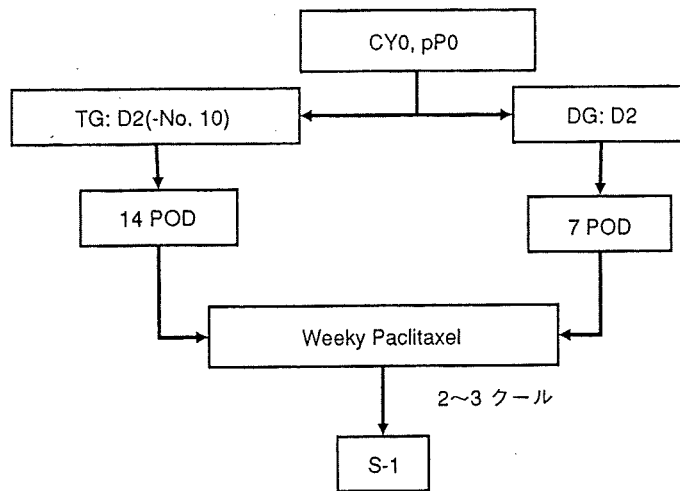 CY0, pP0
TG: D2(-No. 10)
DG: D2
14 POD
7 POD
Weeky Paclitaxel
2〜3 クール
S-1